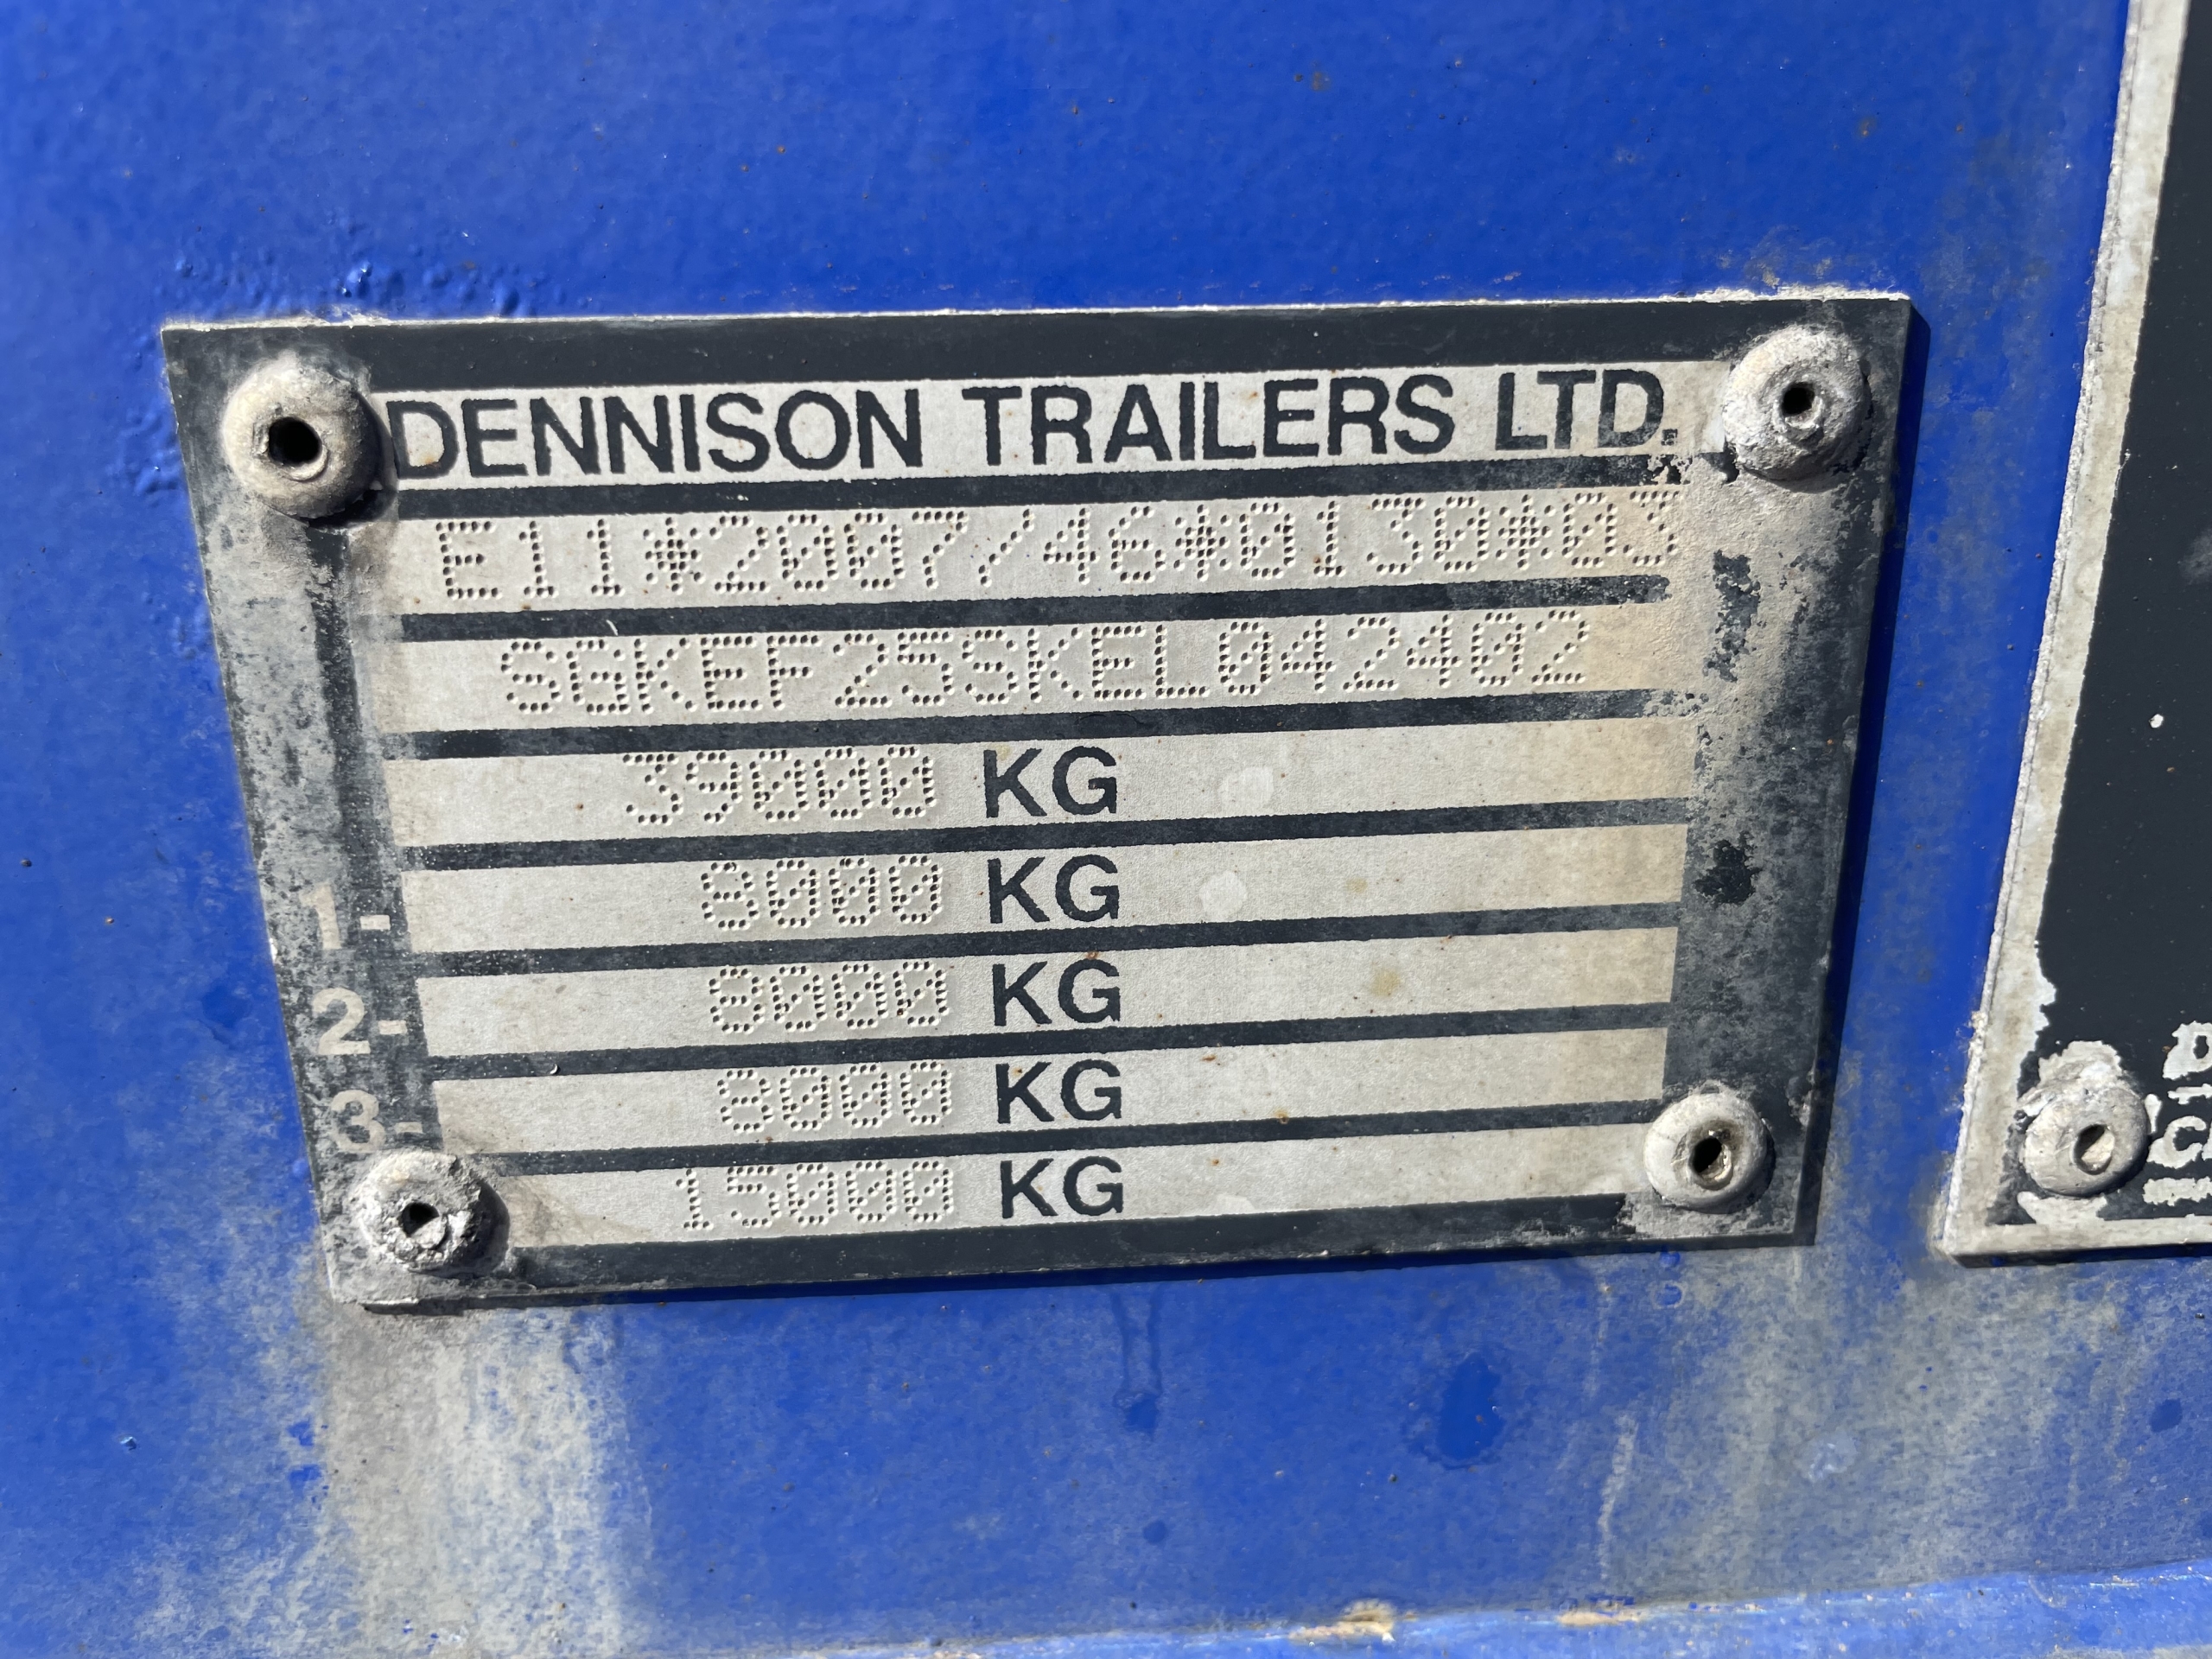 DENNISON TRAILERS LTD.
E11*2007/46*0130*03
SGKEF25SKEL042402
39000 KG
1- 8000 KG
2- 8000 KG
3- 8000 KG
15000 KG